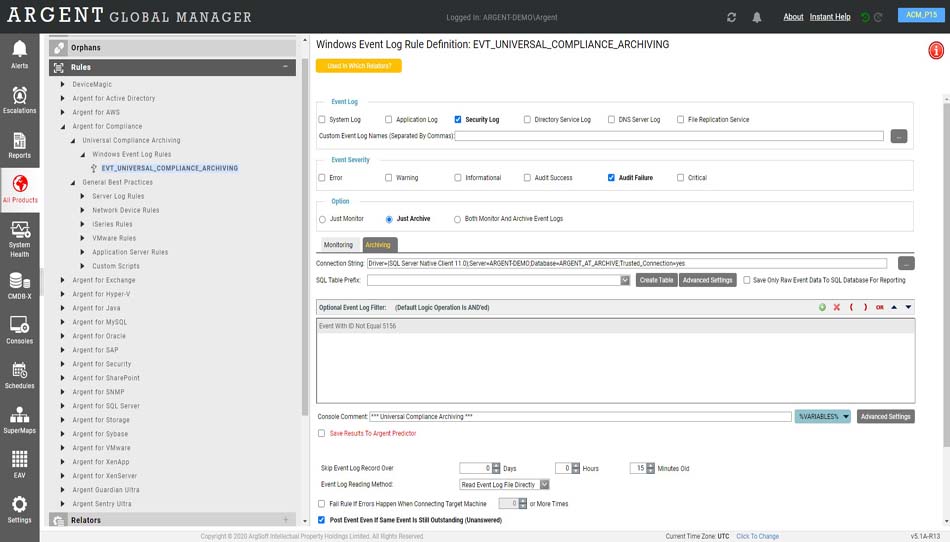 ARGENT GLOBAL MANAGER
Logged In: ARGENT-DEMO\Argent
About
Instant Help
ACM_P15
Alerts
Escalations
Reports
All Products
System
Health
CMDB-X
Consoles
Schedules
SuperMaps
EAV
Settings
Orphans
Rules
DeviceMagic
Argent for Active Directory
Argent for AWS
Argent for Compliance
Universal Compliance Archiving
Windows Event Log Rules
EVT_UNIVERSAL_COMPLIANCE_ARCHIVING
General Best Practices
Server Log Rules
Network Device Rules
iSeries Rules
VMware Rules
Application Server Rules
Custom Scripts
Argent for Exchange
Argent for Hyper-V
Argent for Java
Argent for MySQL
Argent for Oracle
Argent for SAP
Argent for Security
Argent for SharePoint
Argent for SNMP
Argent for SQL Server
Argent for Storage
Argent for Sybase
Argent for VMware
Argent for XenApp
Argent for XenServer
Argent Guardian Ultra
Argent Sentry Ultra
Relators
Windows Event Log Rule Definition: EVT_UNIVERSAL_COMPLIANCE_ARCHIVING
Used In Which Relators?
Event Log
System Log Application Log Security Log Directory Service Log DNS Server Log File Replication Service
Custom Event Log Names (Separated By Commas):
...
Event Severity
Error Warning Informational Audit Success Audit Failure Critical
Option
Just Monitor Just Archive Both Monitor And Archive Event Logs
Monitoring Archiving
Connection String: Driver={SQL Server Native Client 11.0};Server=ARGENT-DEMO;Database=ARGENT_AT_ARCHIVE;Trusted_Connection=yes; ...
SQL Table Prefix: Create Table Advanced Settings Save Only Raw Event Data To SQL Database For Reporting
Optional Event Log Filter: (Default Logic Operation Is AND'ed) ( ) OR
Event With ID Not Equal 5156
Console Comment: *** Universal Compliance Archiving *** %VARIABLES% Advanced Settings
Save Results To Argent Predictor
Skip Event Log Record Over 0 Days 0 Hours 15 Minutes Old
Event Log Reading Method: Read Event Log File Directly
Fail Rule If Errors Happen When Connecting Target Machine 0 or More Times
Post Event Even If Same Event Is Still Outstanding (Unanswered)
Copyright © 2020 ArgSoft Intellectual Property Holdings Limited. All Rights Reserved.
Current Time Zone: UTC Click To Change
v5.1A-R13